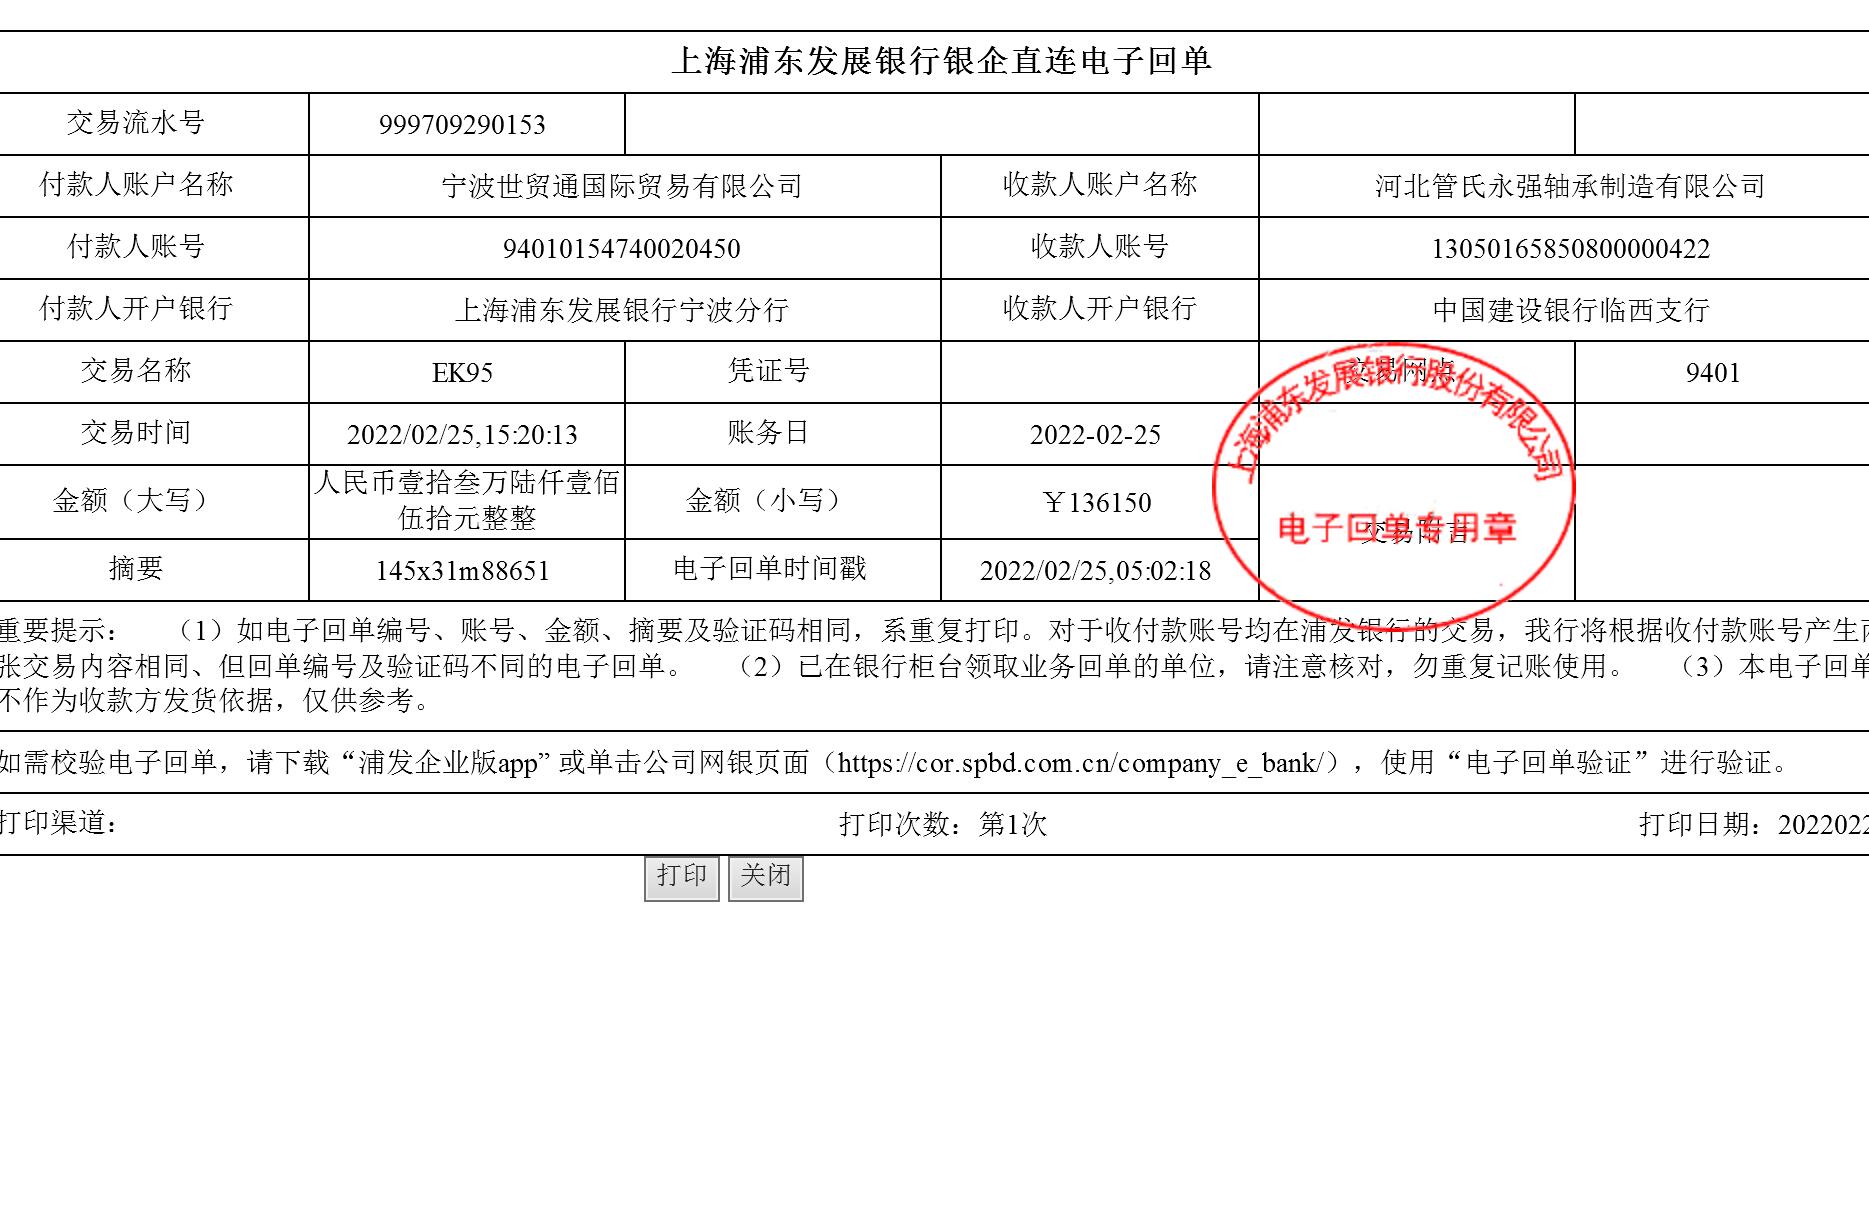 上海浦东发展银行银企直连电子回单
交易流水号 999709290153
付款人账户名称 宁波世贸通国际贸易有限公司 收款人账户名称 河北管氏永强轴承制造有限公司
付款人账号 94010154740020450 收款人账号 13050165850800000422
付款人开户银行 上海浦东发展银行宁波分行 收款人开户银行 中国建设银行临西支行
交易名称 EK95 凭证号 交易网点 9401
交易时间 2022/02/25,15:20:13 账务日 2022-02-25
金额（大写） 人民币壹拾叁万陆仟壹佰
伍拾元整整 金额（小写） ￥136150
交易附言
摘要 145x31m88651 电子回单时间戳 2022/02/25,05:02:18
上海浦东发展银行股份有限公司
电子回单专用章
重要提示： （1）如电子回单编号、账号、金额、摘要及验证码相同，系重复打印。对于收付款账号均在浦发银行的交易，我行将根据收付款账号产生两
张交易内容相同、但回单编号及验证码不同的电子回单。 （2）已在银行柜台领取业务回单的单位，请注意核对，勿重复记账使用。 （3）本电子回单
不作为收款方发货依据，仅供参考。
如需校验电子回单，请下载“浦发企业版app” 或单击公司网银页面（https://cor.spbd.com.cn/company_e_bank/），使用“电子回单验证”进行验证。
打印渠道： 打印次数：第1次 打印日期：2022022
打印 关闭